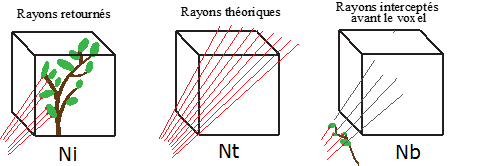 Rayons retournés
Rayons théoriques
Rayons interceptés
avant le voxel
Ni
Nt
Nb